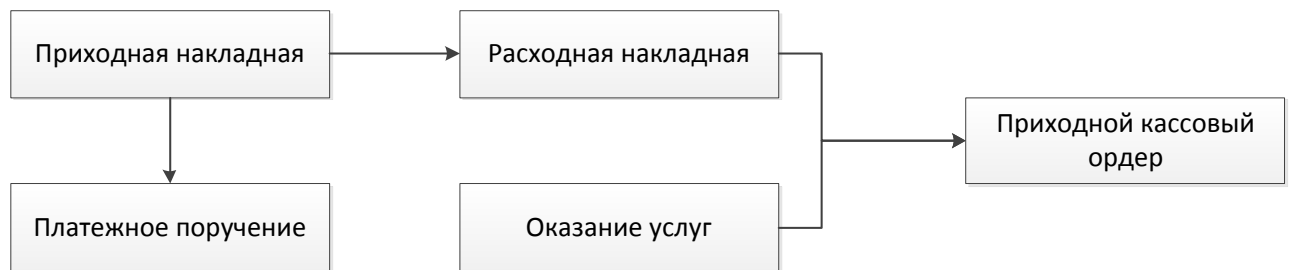 Приходная накладная
Расходная накладная
Приходной кассовый
ордер
Платежное поручение
Оказание услуг